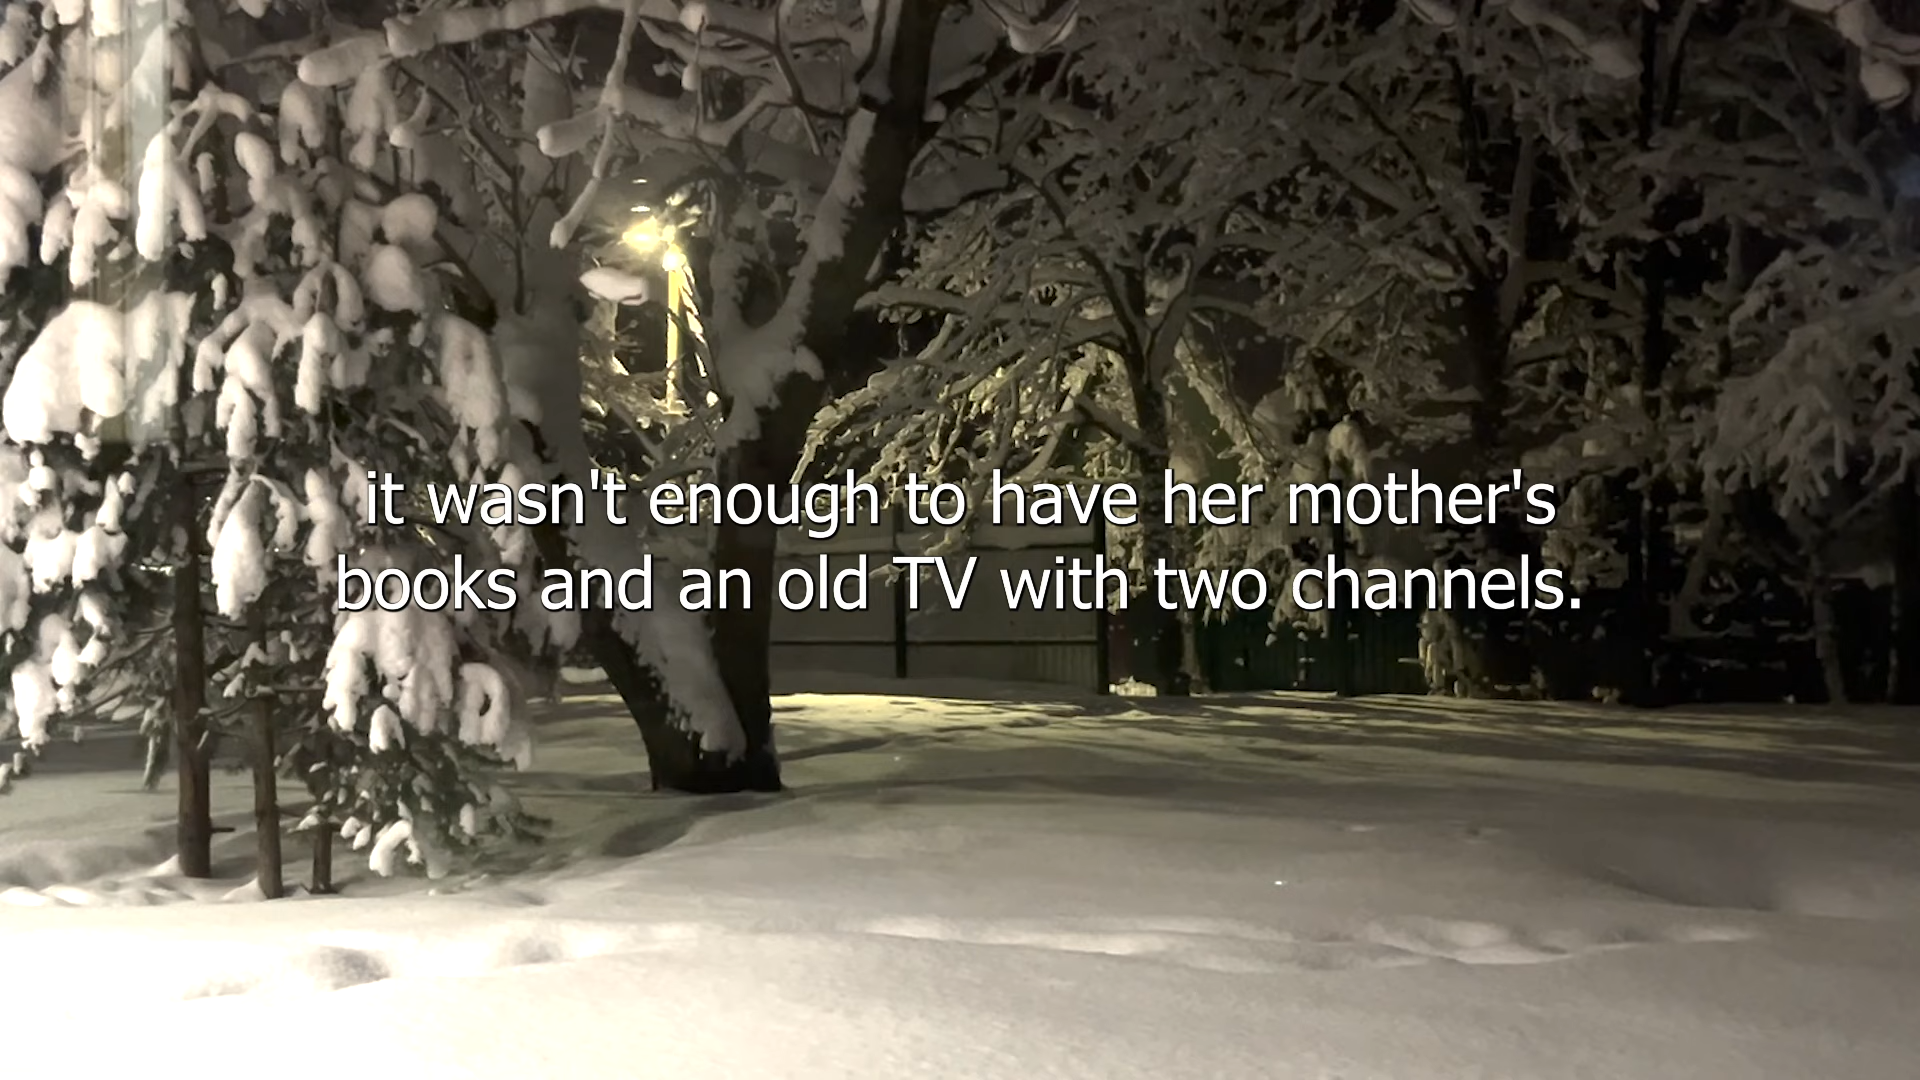 it wasn't enough to have her mother's
books and an old TV with two channels.